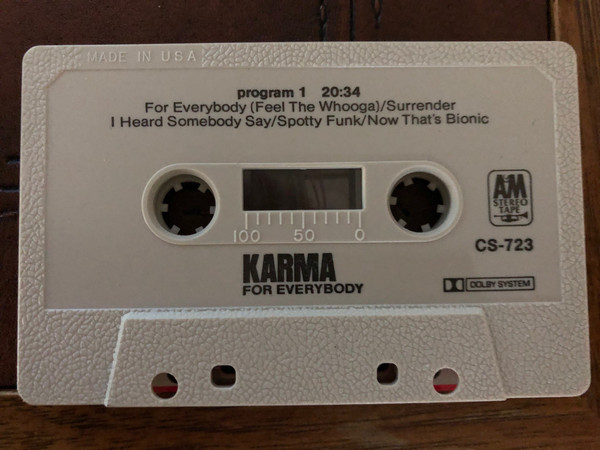 MADE IN USA
program 1 20:34
For Everybody (Feel The Whooga)/Surrender
I Heard Somebody Say/Spotty Funk/Now That's Bionic
A&M
STEREO
TAPE
100 50 0
CS-723
KARMA
FOR EVERYBODY
DOLBY SYSTEM